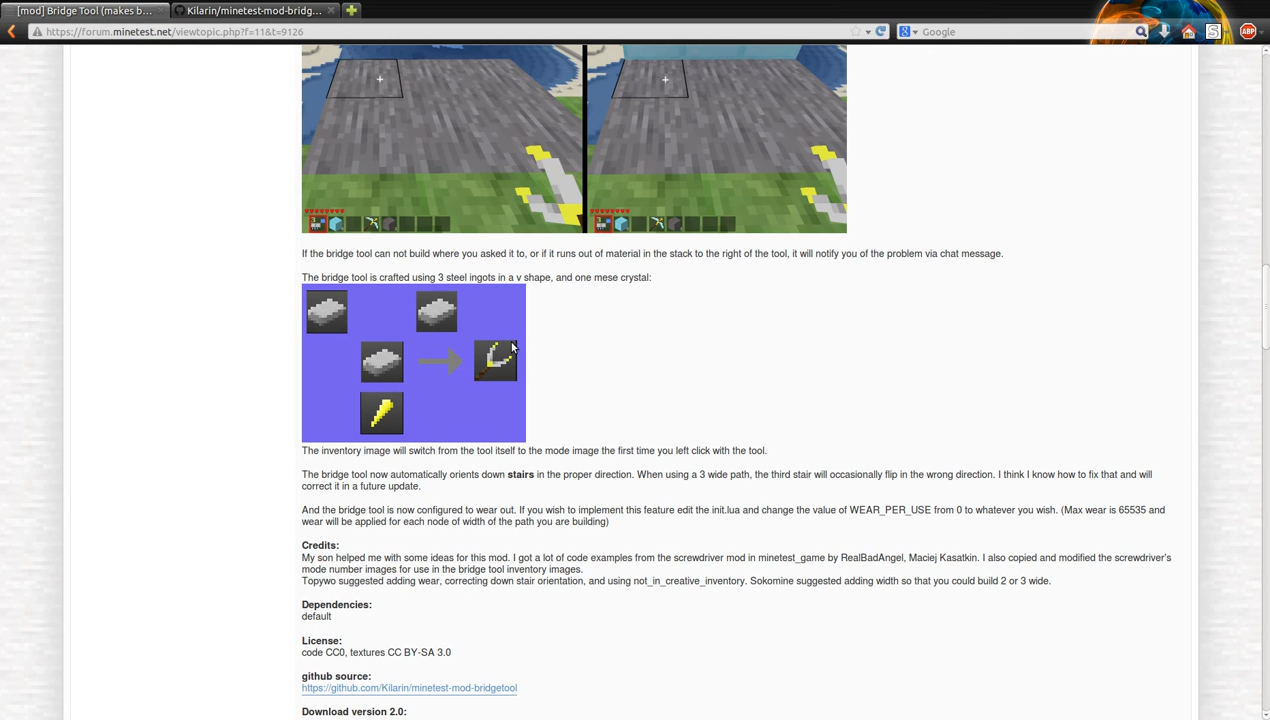 [mod] Bridge Tool (makes b...
Kilarin/minetest-mod-bridg...
https://forum.minetest.net/viewtopic.php?f=11&t=9126
Google
S
ABP
If the bridge tool can not build where you asked it to, or if it runs out of material in the stack to the right of the tool, it will notify you of the problem via chat message.
The bridge tool is crafted using 3 steel ingots in a v shape, and one mese crystal:
The inventory image will switch from the tool itself to the mode image the first time you left click with the tool.
The bridge tool now automatically orients down stairs in the proper direction. When using a 3 wide path, the third stair will occasionally flip in the wrong direction. I think I know how to fix that and will
correct it in a future update.
And the bridge tool is now configured to wear out. If you wish to implement this feature edit the init.lua and change the value of WEAR_PER_USE from 0 to whatever you wish. (Max wear is 65535 and
wear will be applied for each node of width of the path you are building)
Credits:
My son helped me with some ideas for this mod. I got a lot of code examples from the screwdriver mod in minetest_game by RealBadAngel, Maciej Kasatkin. I also copied and modified the screwdriver's
mode number images for use in the bridge tool inventory images.
Topywo suggested adding wear, correcting down stair orientation, and using not_in_creative_inventory. Sokomine suggested adding width so that you could build 2 or 3 wide.
Dependencies:
default
License:
code CC0, textures CC BY-SA 3.0
github source:
https://github.com/Kilarin/minetest-mod-bridgetool
Download version 2.0: